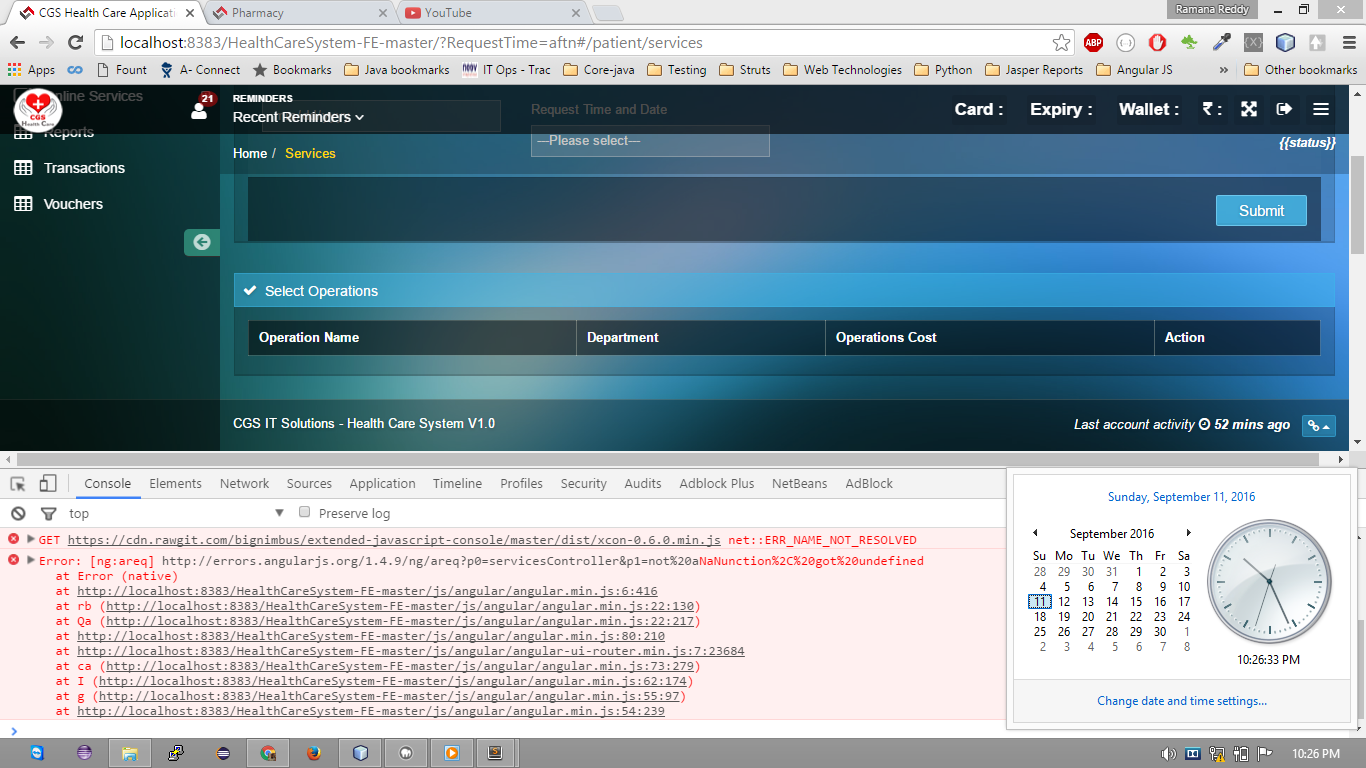 CGS Health Care Applicati
Pharmacy
YouTube
Ramana Reddy
localhost:8383/HealthCareSystem-FE-master/?RequestTime=aftn#/patient/services
ABP
Apps
Fount
A- Connect
Bookmarks
Java bookmarks
IT Ops - Trac
Core-java
Testing
Struts
Web Technologies
Python
Jasper Reports
Angular JS
»
Other bookmarks
Online Services
CGS
Health Care
21
REMINDERS
Recent Reminders
Request Time and Date
Card :
Expiry :
Wallet :
₹ :
Reports
---Please select---
{{status}}
Home / Services
Transactions
Vouchers
Submit
Select Operations
Operation Name
Department
Operations Cost
Action
CGS IT Solutions - Health Care System V1.0
Last account activity 52 mins ago
Console
Elements
Network
Sources
Application
Timeline
Profiles
Security
Audits
Adblock Plus
NetBeans
AdBlock
top
Preserve log
GET https://cdn.rawgit.com/bignimbus/extended-javascript-console/master/dist/xcon-0.6.0.min.js net::ERR_NAME_NOT_RESOLVED
Error: [ng:areq] http://errors.angularjs.org/1.4.9/ng/areq?p0=servicesController&p1=not%20aNaNunction%2C%20got%20undefined
at Error (native)
at http://localhost:8383/HealthCareSystem-FE-master/js/angular/angular.min.js:6:416
at rb (http://localhost:8383/HealthCareSystem-FE-master/js/angular/angular.min.js:22:130)
at Qa (http://localhost:8383/HealthCareSystem-FE-master/js/angular/angular.min.js:22:217)
at http://localhost:8383/HealthCareSystem-FE-master/js/angular/angular.min.js:80:210
at http://localhost:8383/HealthCareSystem-FE-master/js/angular/angular-ui-router.min.js:7:23684
at ca (http://localhost:8383/HealthCareSystem-FE-master/js/angular/angular.min.js:73:279)
at I (http://localhost:8383/HealthCareSystem-FE-master/js/angular/angular.min.js:62:174)
at g (http://localhost:8383/HealthCareSystem-FE-master/js/angular/angular.min.js:55:97)
at http://localhost:8383/HealthCareSystem-FE-master/js/angular/angular.min.js:54:239
Sunday, September 11, 2016
September 2016
Su Mo Tu We Th Fr Sa
28 29 30 31 1 2 3
4 5 6 7 8 9 10
11 12 13 14 15 16 17
18 19 20 21 22 23 24
25 26 27 28 29 30 1
2 3 4 5 6 7 8
10:26:33 PM
Change date and time settings...
10:26 PM